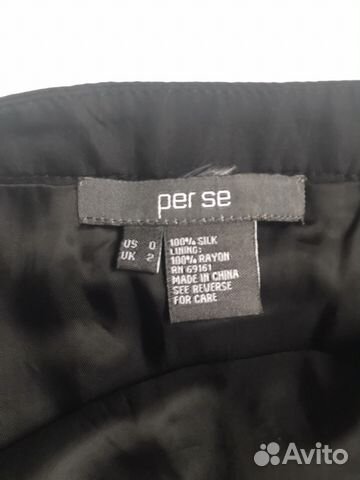 per se
US 0
UK 2
100% SILK
LINING:
100% RAYON
RN 69161
MADE IN CHINA
SEE REVERSE
FOR CARE
Avito